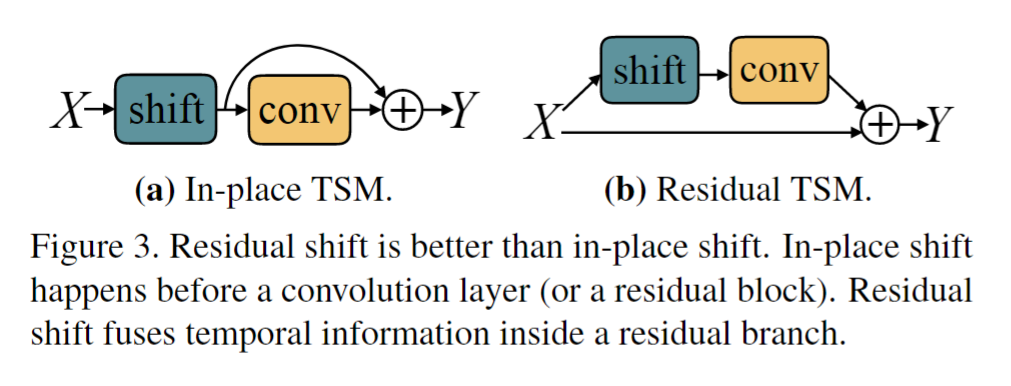 X shift conv + Y
X shift conv + Y
(a) In-place TSM.
(b) Residual TSM.
Figure 3. Residual shift is better than in-place shift. In-place shift
happens before a convolution layer (or a residual block). Residual
shift fuses temporal information inside a residual branch.